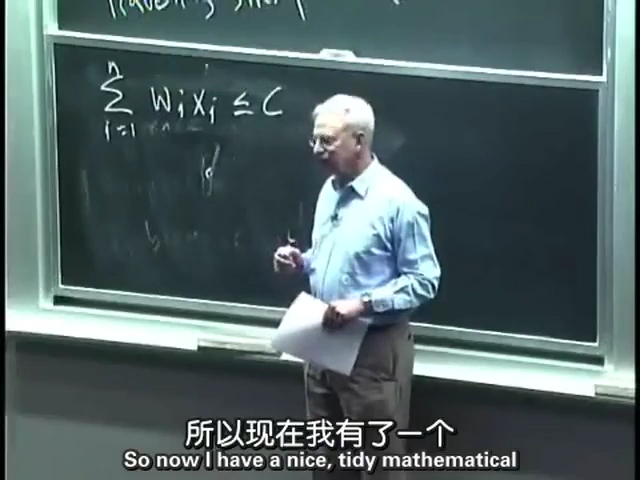 n
∑ wᵢxᵢ ≤ C
i=1
所以现在我有了一个
So now I have a nice, tidy mathematical